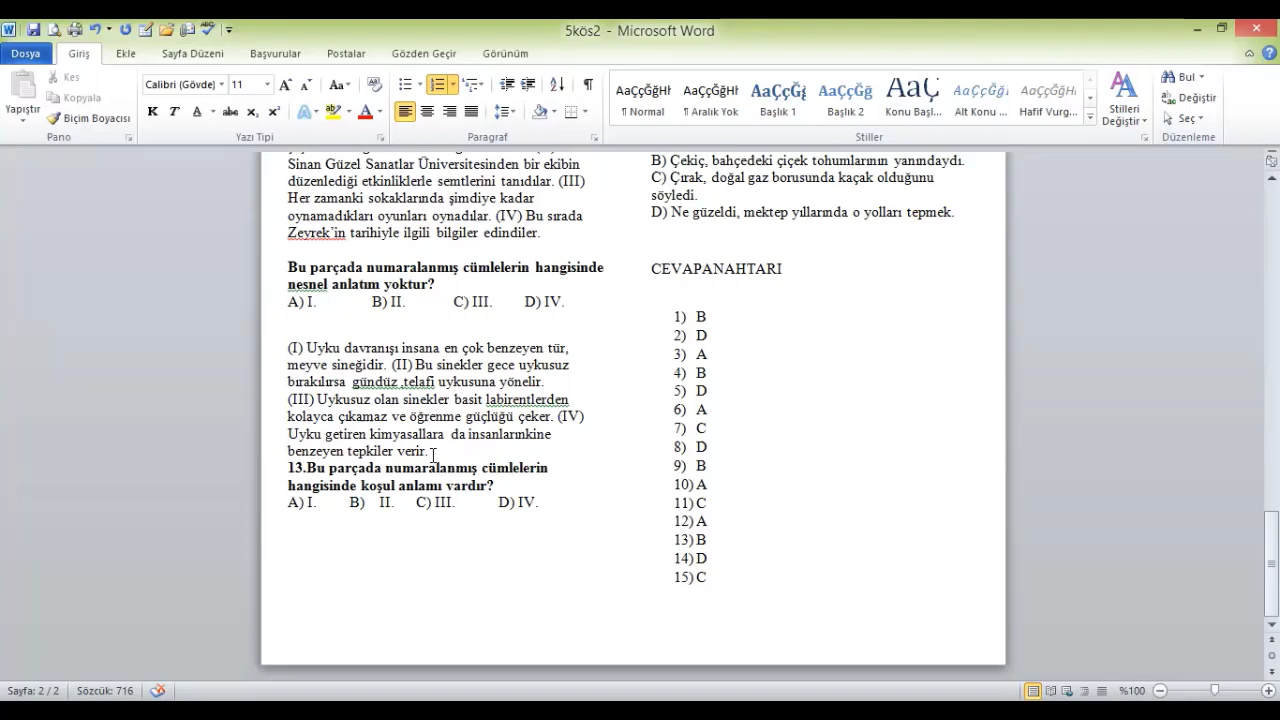 5kös2 - Microsoft Word
Dosya Giriş Ekle Sayfa Düzeni Başvurular Postalar Gözden Geçir Görünüm
Yapıştır
Kes
Kopyala
Biçim Boyacısı
Pano
Calibri (Gövde) 11
K T A abc x₂ x²
Yazı Tipi
Paragraf
AaÇçĞğHł AaÇçĞğHł AaÇçĞğ AaÇçĞğ AaÇ AaÇçĞğH AaÇçĞğH
¶ Normal ¶ Aralık Yok Başlık 1 Başlık 2 Konu Başl... Alt Konu ... Hafif Vurg...
Stiller
Stilleri
Değiştir
Bul
Değiştir
Seç
Düzenleme
Sinan Güzel Sanatlar Üniversitesinden bir ekibin
düzenlediği etkinliklerle semtlerini tanıdılar. (III)
Her zamanki sokaklarında şimdiye kadar
oynamadıkları oyunları oynadılar. (IV) Bu sırada
Zeyrek’in tarihiyle ilgili bilgiler edindiler.
Bu parçada numaralanmış cümlelerin hangisinde
nesnel anlatım yoktur?
A) I. B) II. C) III. D) IV.
(I) Uyku davranışı insana en çok benzeyen tür,
meyve sineğidir. (II) Bu sinekler gece uykusuz
bırakılırsa gündüz ,telafi uykusuna yönelir.
(III) Uykusuz olan sinekler basit labirentlerden
kolayca çıkamaz ve öğrenme güçlüğü çeker. (IV)
Uyku getiren kimyasallara da insanlarınkine
benzeyen tepkiler verir.
13.Bu parçada numaralanmış cümlelerin
hangisinde koşul anlamı vardır?
A) I. B) II. C) III. D) IV.
B) Çekiç, bahçedeki çiçek tohumlarının yanındaydı.
C) Çırak, doğal gaz borusunda kaçak olduğunu
söyledi.
D) Ne güzeldi, mektep yıllarında o yolları tepmek.
CEVAPANAHTARI
1) B
2) D
3) A
4) B
5) D
6) A
7) C
8) D
9) B
10) A
11) C
12) A
13) B
14) D
15) C
Sayfa: 2 / 2 Sözcük: 716
%100